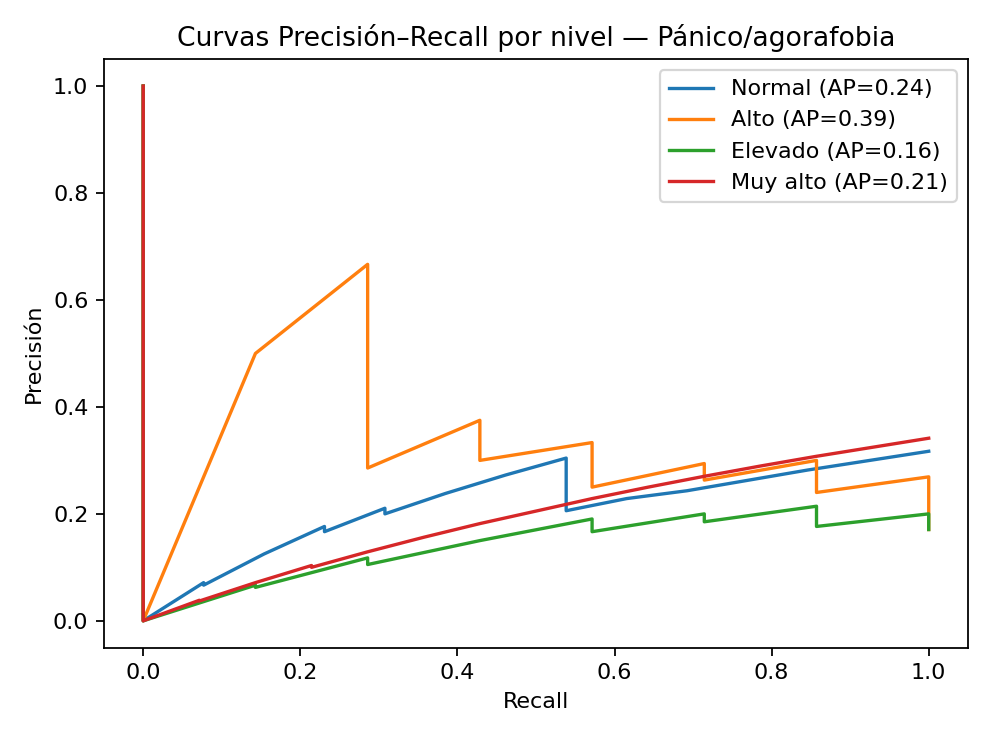 Curvas Precisión–Recall por nivel — Pánico/agorafobia
Normal (AP=0.24)
Alto (AP=0.39)
Elevado (AP=0.16)
Muy alto (AP=0.21)
Precisión
1.0
0.8
0.6
0.4
0.2
0.0
0.0 0.2 0.4 0.6 0.8 1.0
Recall